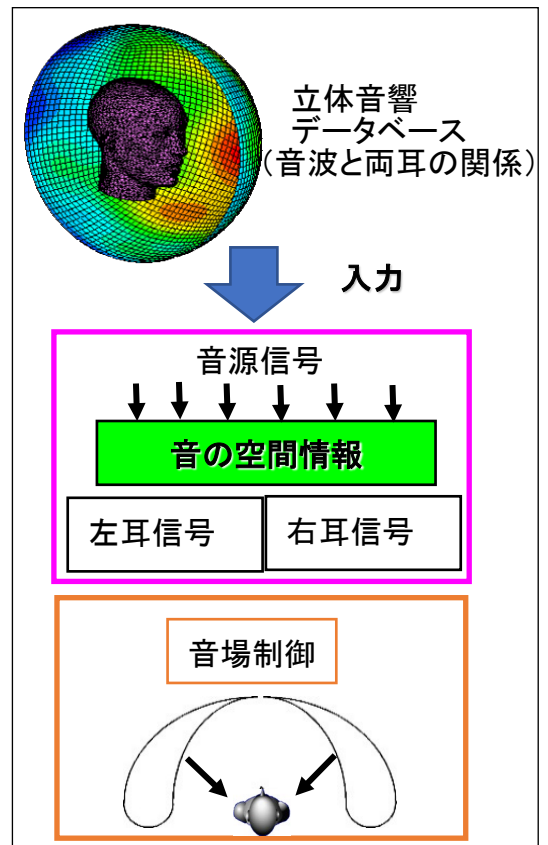 立体音響
データベース
(音波と両耳の関係)
入力
音源信号
音の空間情報
左耳信号
右耳信号
音場制御